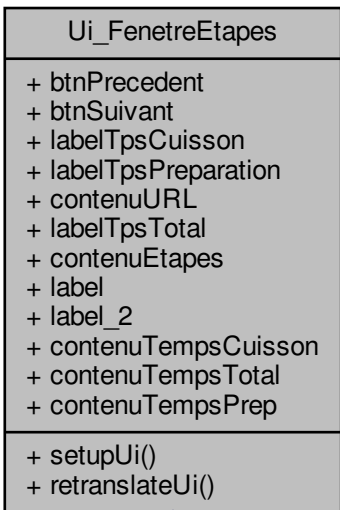 Ui_FenetreEtapes
+ btnPrecedent
+ btnSuivant
+ labelTpsCuisson
+ labelTpsPreparation
+ contenuURL
+ labelTpsTotal
+ contenuEtapes
+ label
+ label_2
+ contenuTempsCuisson
+ contenuTempsTotal
+ contenuTempsPrep
+ setupUi()
+ retranslateUi()